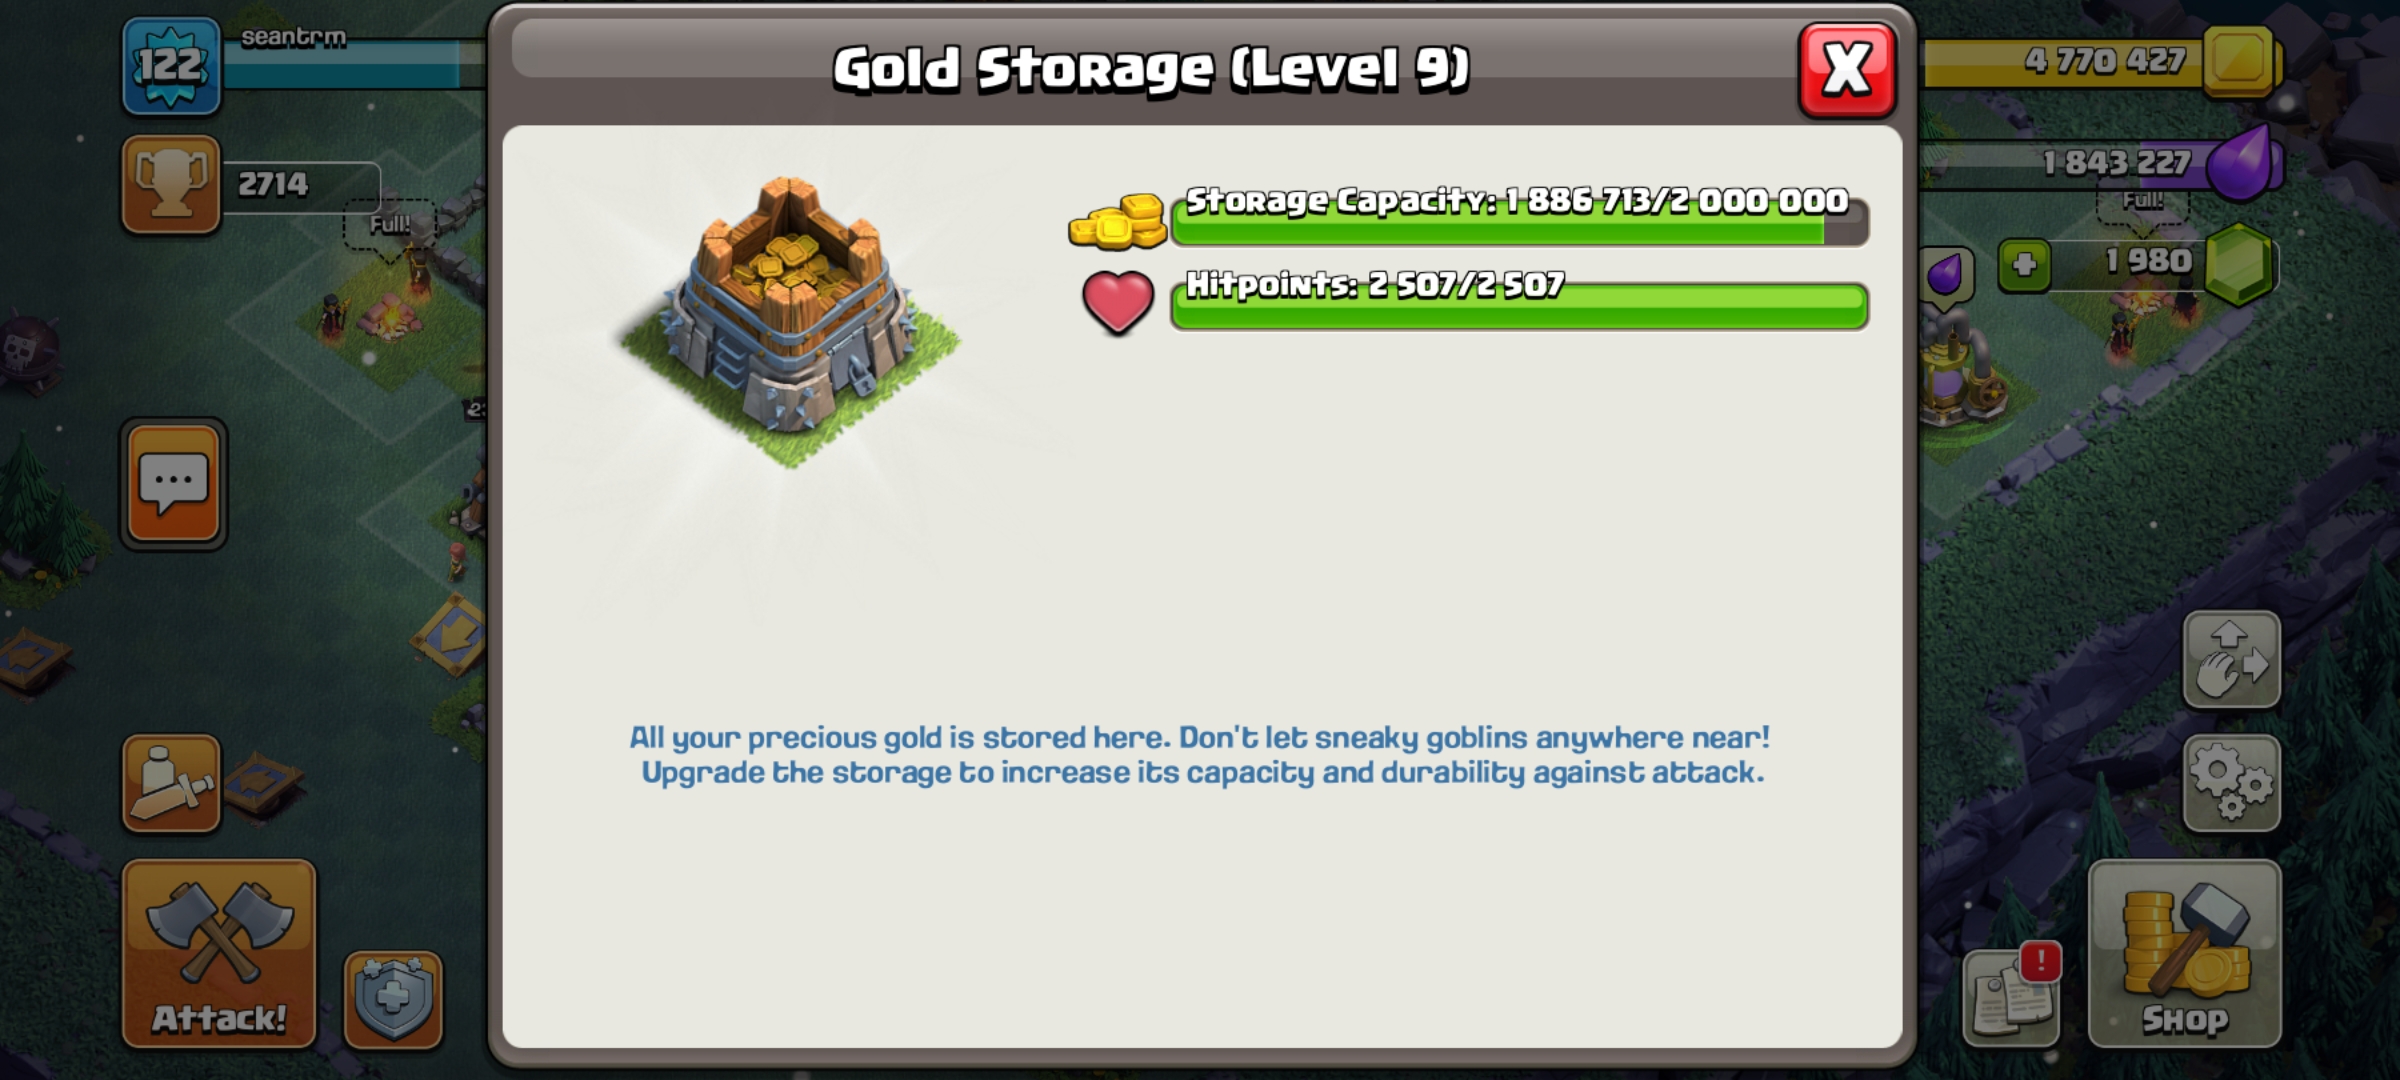 122
seantrm
Gold Storage (Level 9)
X
4 770 427
2714
Full!
Storage Capacity: 1 886 713/2 000 000
1 843 227
Full!
Hitpoints: 2 507/2 507
1 980
All your precious gold is stored here. Don't let sneaky goblins anywhere near!
Upgrade the storage to increase its capacity and durability against attack.
!
Attack!
Shop